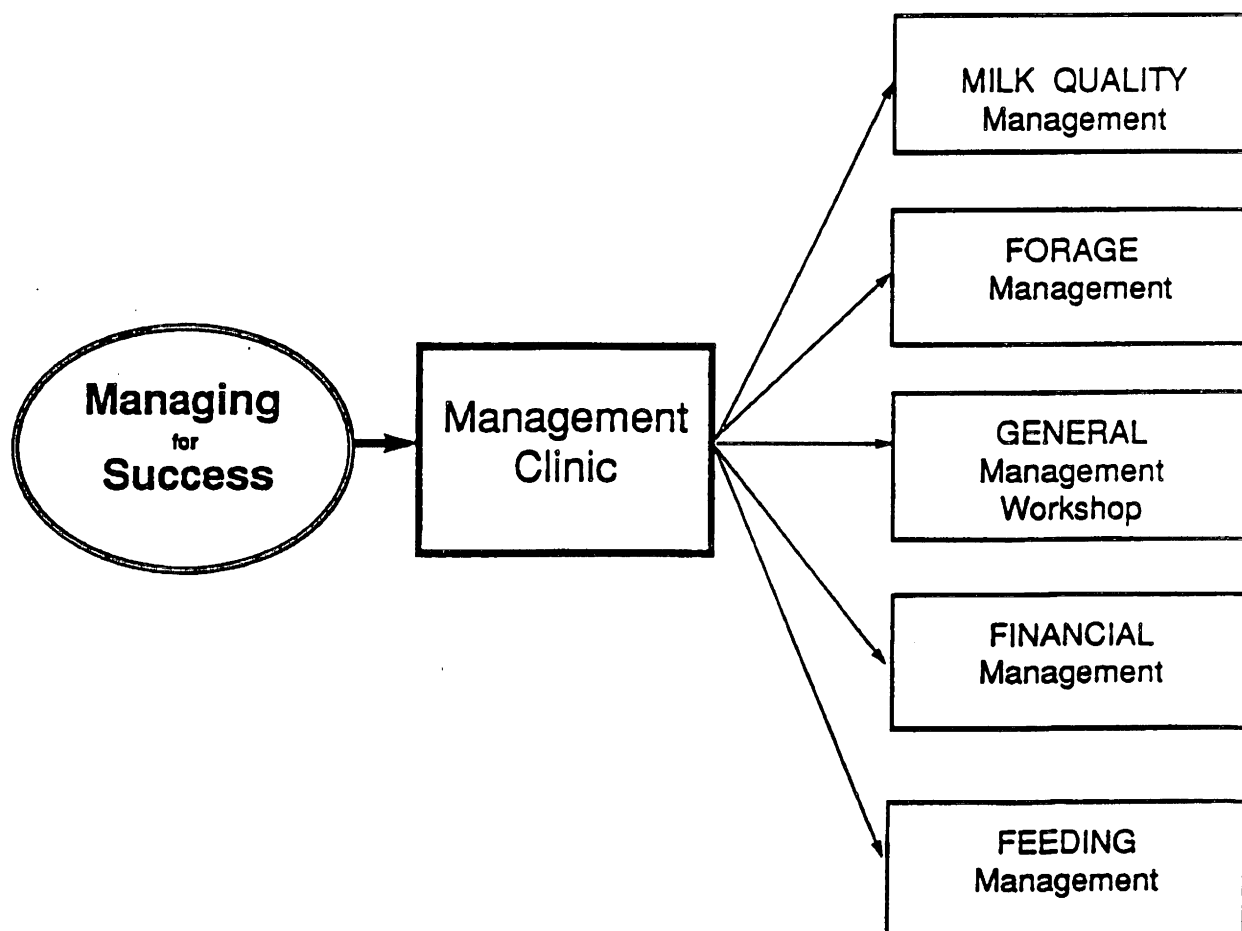 Managing
for
Success
Management
Clinic
MILK QUALITY
Management
FORAGE
Management
GENERAL
Management
Workshop
FINANCIAL
Management
FEEDING
Management